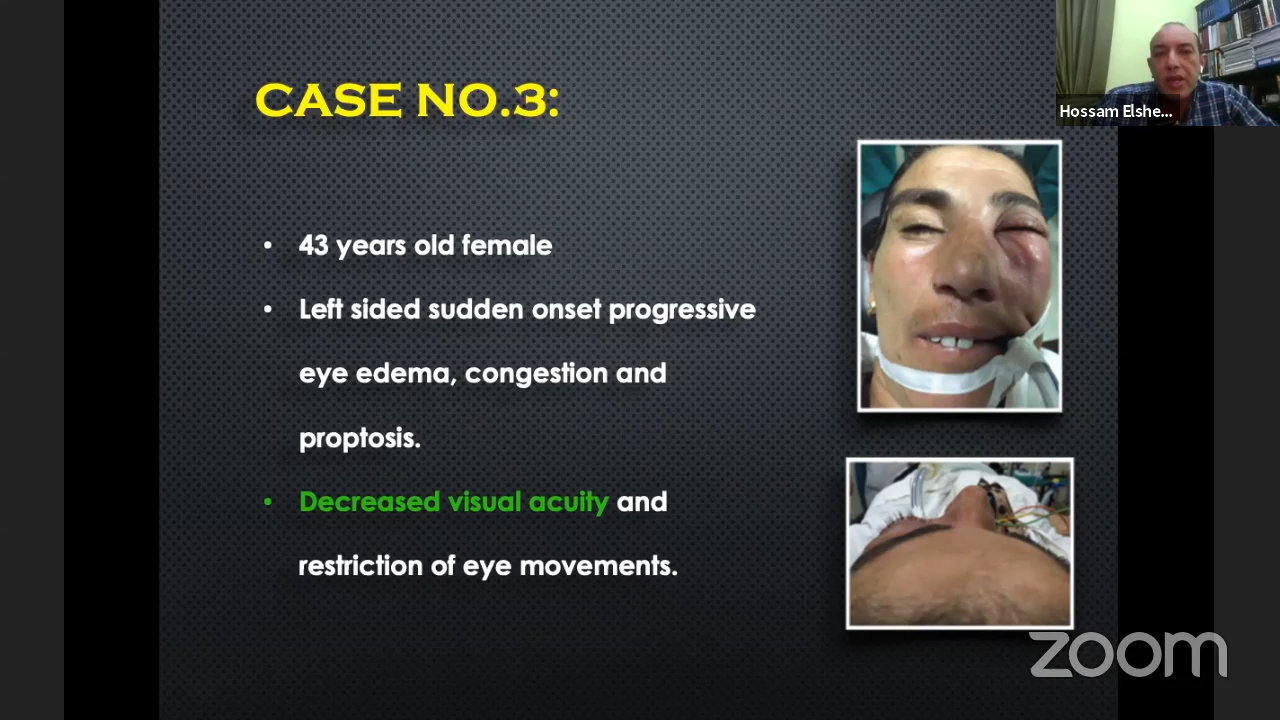 CASE NO.3:
Hossam Elshe...
• 43 years old female
• Left sided sudden onset progressive
eye edema, congestion and
proptosis.
• Decreased visual acuity and
restriction of eye movements.
zoom